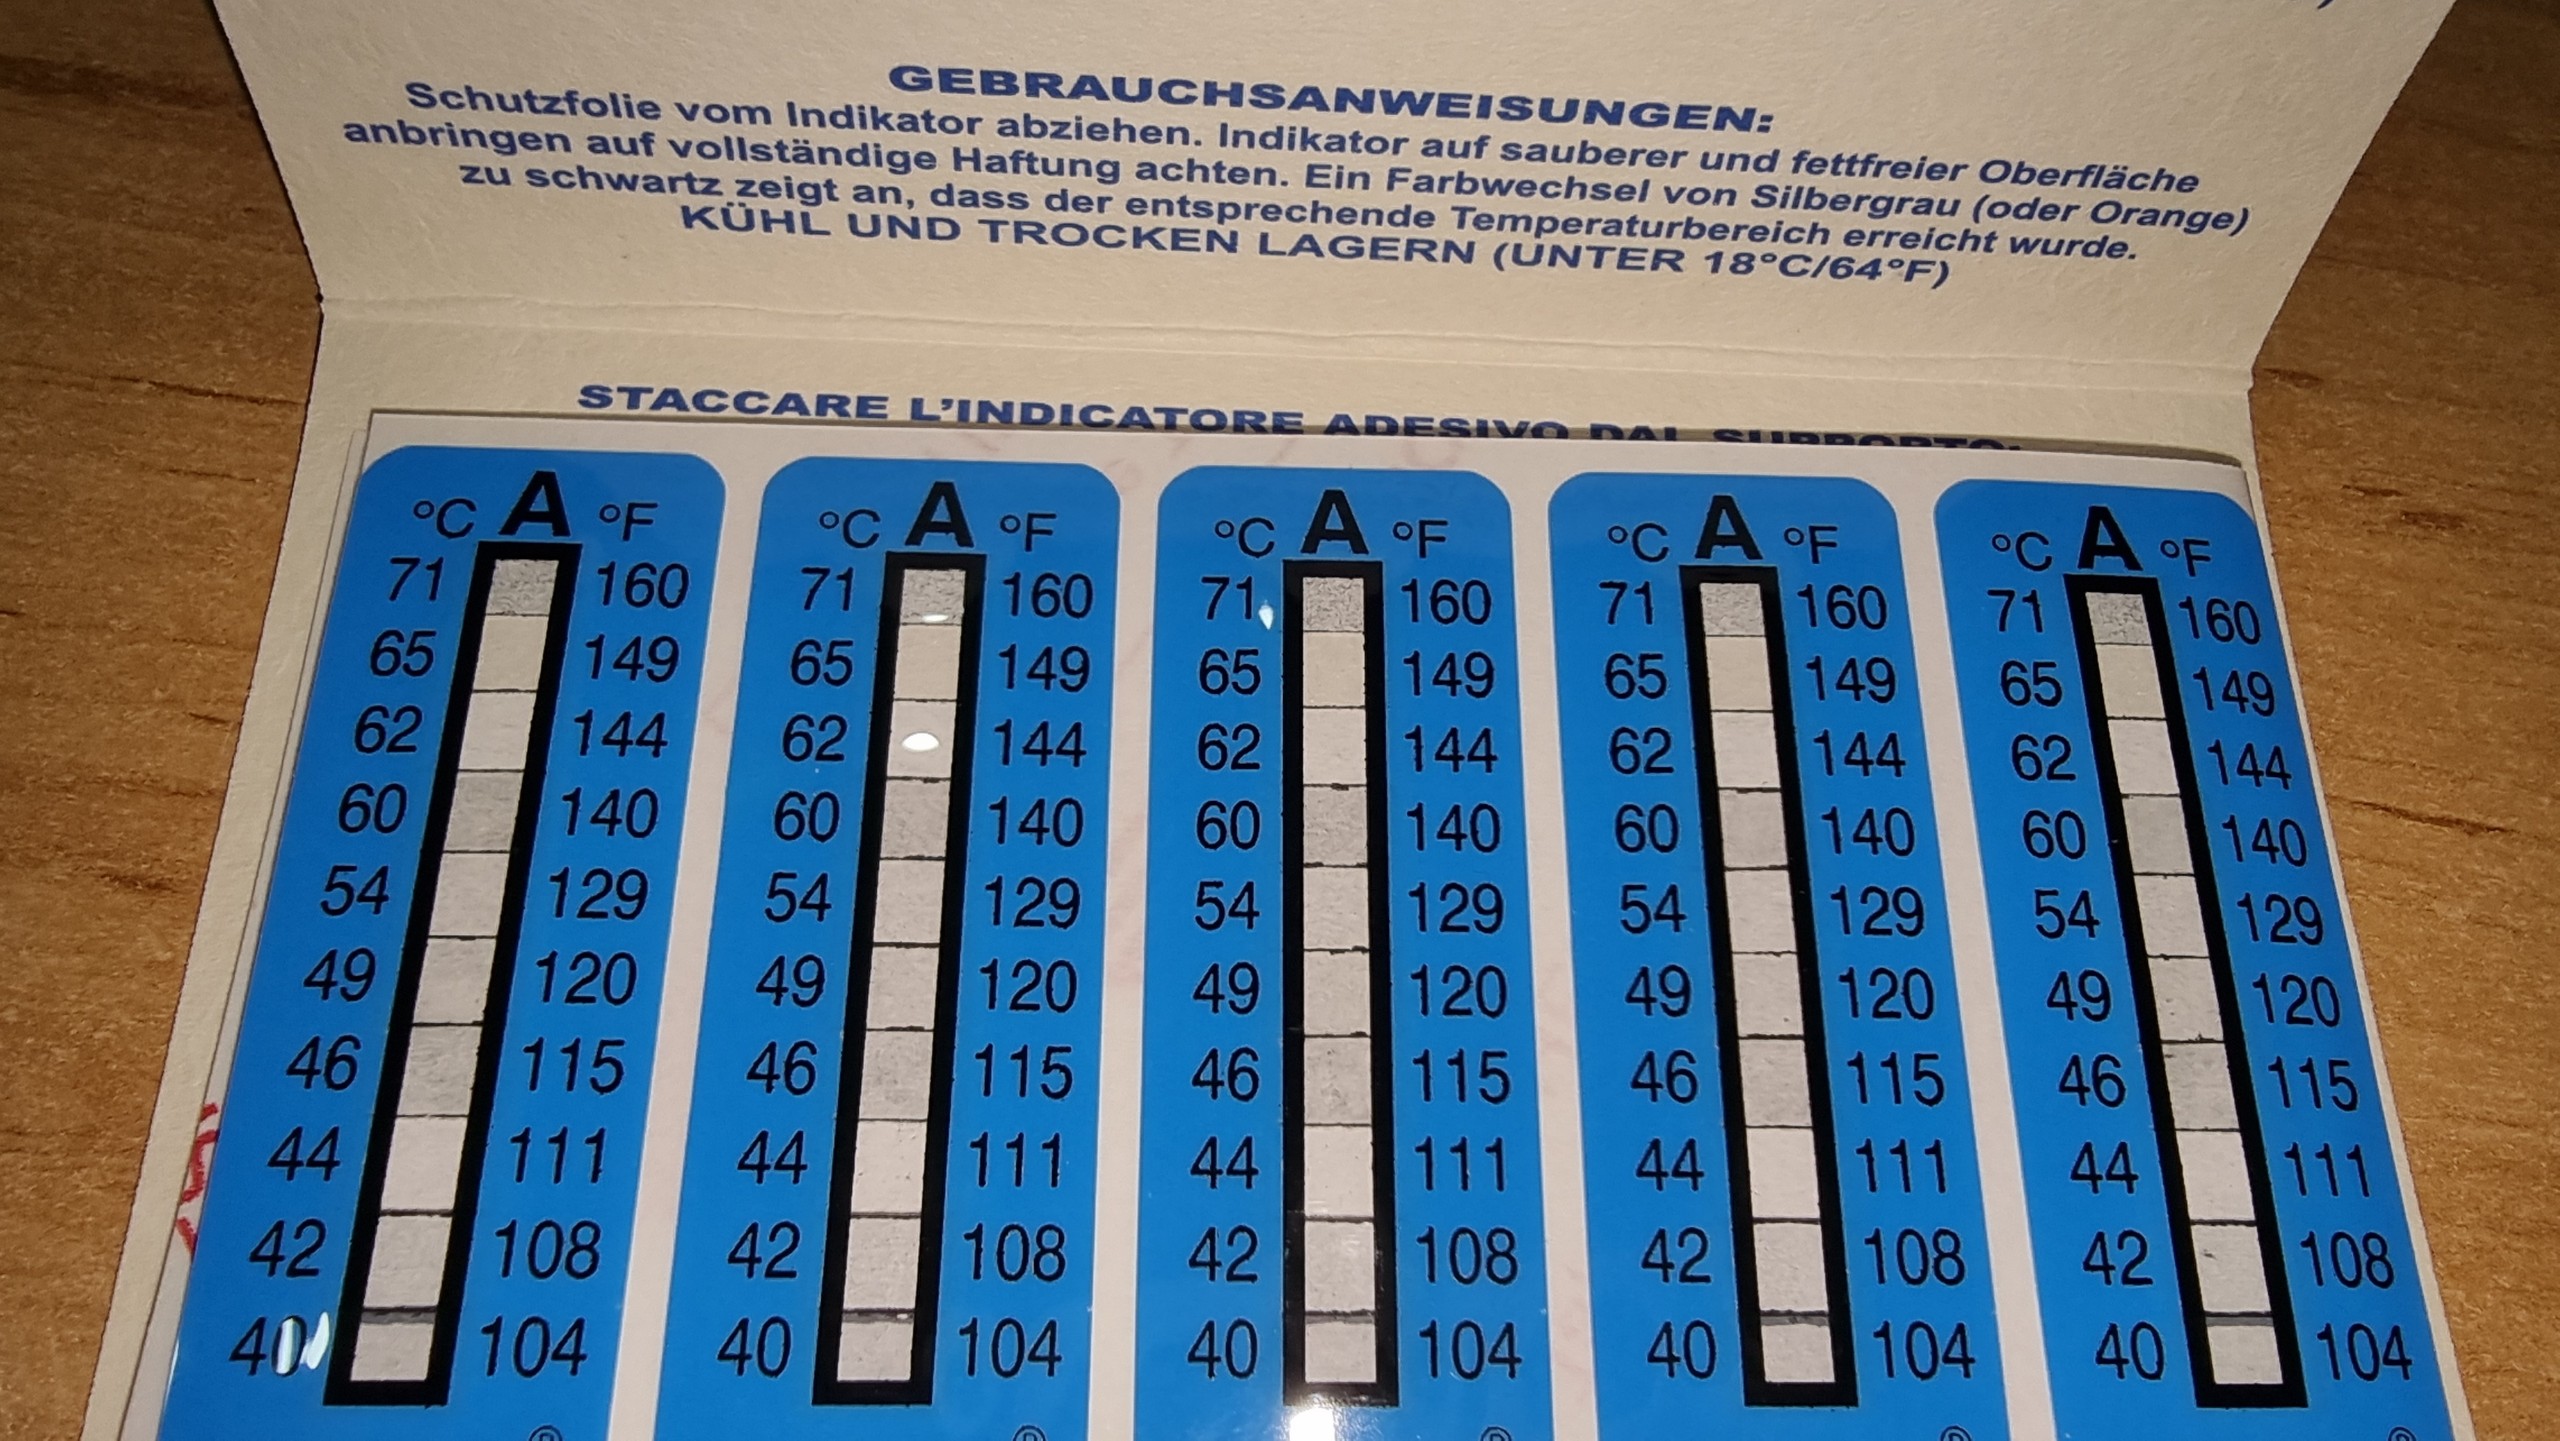 GEBRAUCHSANWEISUNGEN:
Schutzfolie vom Indikator abziehen. Indikator auf sauberer und fettfreier Oberfläche
anbringen auf vollständige Haftung achten. Ein Farbwechsel von Silbergrau (oder Orange)
zu schwartz zeigt an, dass der entsprechende Temperaturbereich erreicht wurde.
KÜHL UND TROCKEN LAGERN (UNTER 18°C/64°F)
STACCARE L'INDICATORE ADESIVO DAL SUPPORTO:
°C A °F °C A °F °C A °F °C A °F °C A °F
71 160 71 160 71 160 71 160 71 160
65 149 65 149 65 149 65 149 65 149
62 144 62 144 62 144 62 144 62 144
60 140 60 140 60 140 60 140 60 140
54 129 54 129 54 129 54 129 54 129
49 120 49 120 49 120 49 120 49 120
46 115 46 115 46 115 46 115 46 115
44 111 44 111 44 111 44 111 44 111
42 108 42 108 42 108 42 108 42 108
40 104 40 104 40 104 40 104 40 104
® ® ® ® ®